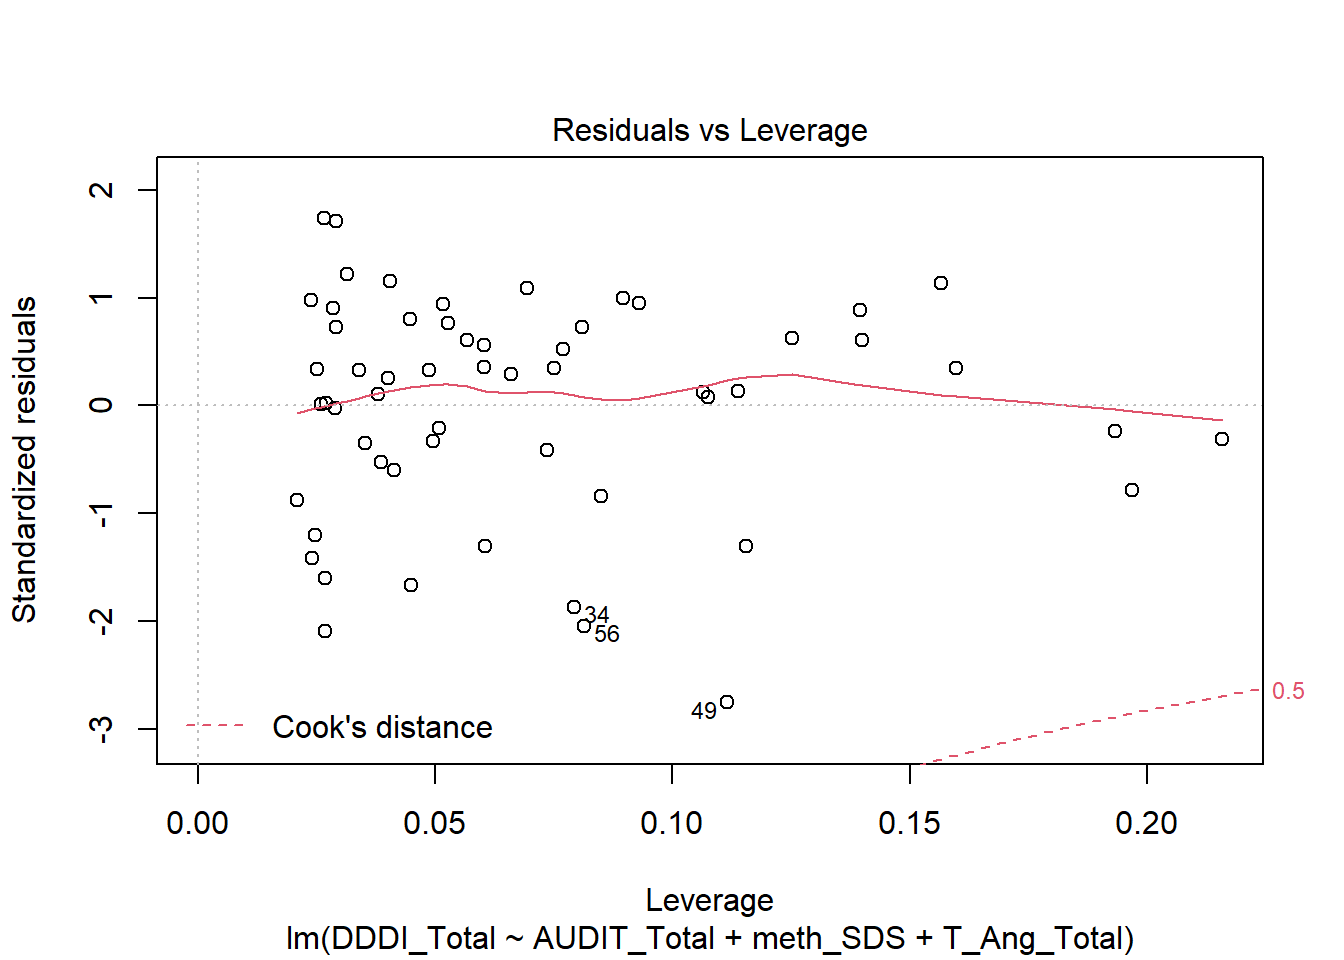 Residuals vs Leverage
Standardized residuals
2
1
0
-1
-2
-3
34
56
49
0.5
Cook's distance
0.00 0.05 0.10 0.15 0.20
Leverage
lm(DDDI_Total ~ AUDIT_Total + meth_SDS + T_Ang_Total)